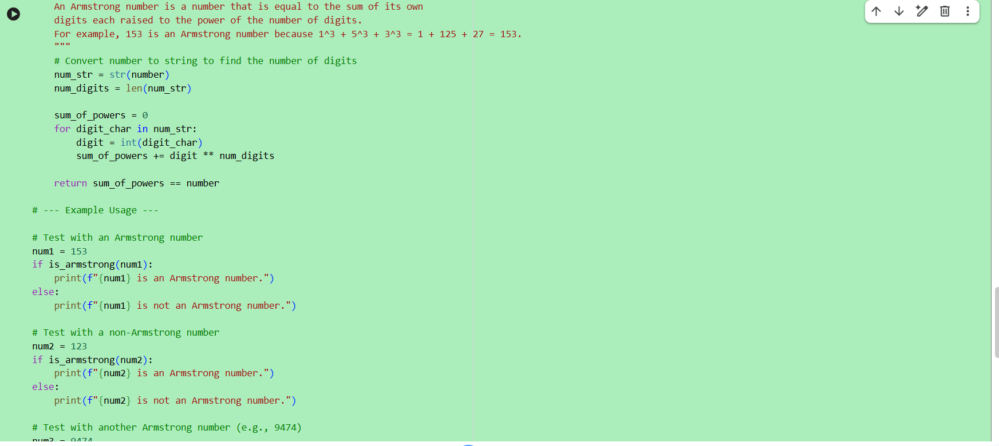 An Armstrong number is a number that is equal to the sum of its own
    digits each raised to the power of the number of digits.
    For example, 153 is an Armstrong number because 1^3 + 5^3 + 3^3 = 1 + 125 + 27 = 153.
    """
    # Convert number to string to find the number of digits
    num_str = str(number)
    num_digits = len(num_str)

    sum_of_powers = 0
    for digit_char in num_str:
        digit = int(digit_char)
        sum_of_powers += digit ** num_digits

    return sum_of_powers == number

# --- Example Usage ---

# Test with an Armstrong number
num1 = 153
if is_armstrong(num1):
    print(f"{num1} is an Armstrong number.")
else:
    print(f"{num1} is not an Armstrong number.")

# Test with a non-Armstrong number
num2 = 123
if is_armstrong(num2):
    print(f"{num2} is an Armstrong number.")
else:
    print(f"{num2} is not an Armstrong number.")

# Test with another Armstrong number (e.g., 9474)
num3 = 9474